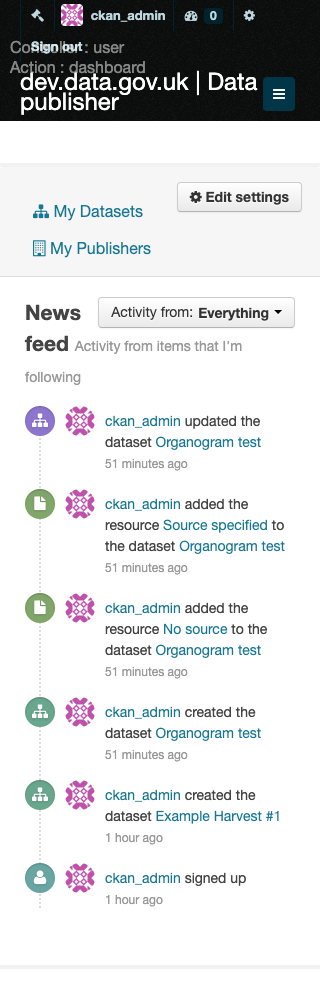 ckan_admin 0
Sign out
Controller : user
Action : dashboard
dev.data.gov.uk | Data
publisher
My Datasets
Edit settings
My Publishers
News
feed Activity from items that I'm
following
Activity from: Everything
ckan_admin updated the
dataset Organogram test
51 minutes ago
ckan_admin added the
resource Source specified to
the dataset Organogram test
51 minutes ago
ckan_admin added the
resource No source to the
dataset Organogram test
51 minutes ago
ckan_admin created the
dataset Organogram test
51 minutes ago
ckan_admin created the
dataset Example Harvest #1
1 hour ago
ckan_admin signed up
1 hour ago